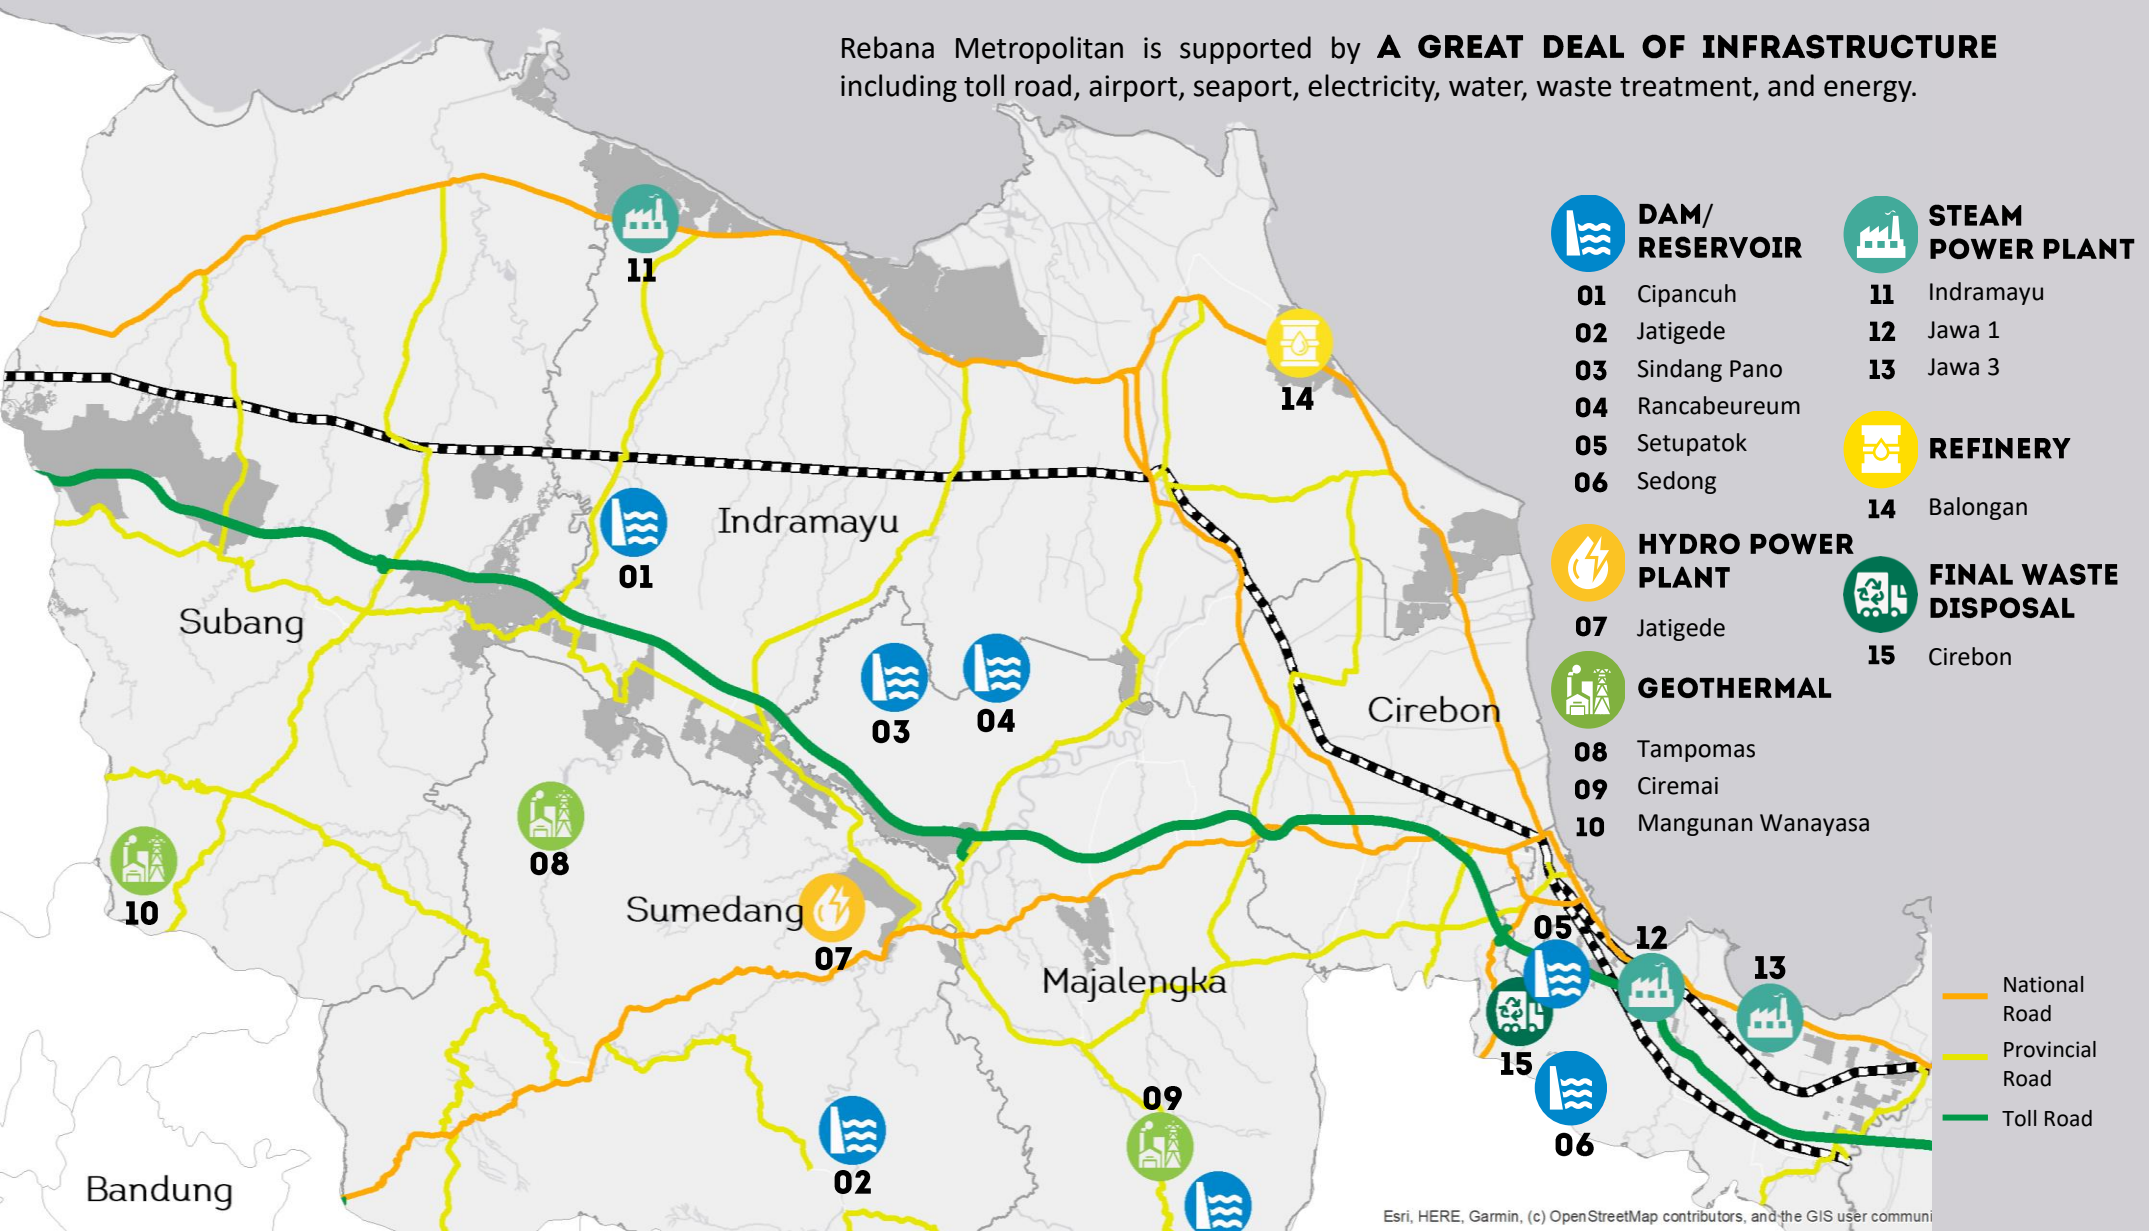 Rebana Metropolitan is supported by A GREAT DEAL OF INFRASTRUCTURE
including toll road, airport, seaport, electricity, water, waste treatment, and energy.
DAM/
RESERVOIR
01 Cipancuh
02 Jatigede
03 Sindang Pano
04 Rancabeureum
05 Setupatok
06 Sedong
HYDRO POWER
PLANT
07 Jatigede
GEOTHERMAL
08 Tampomas
09 Ciremai
10 Mangunan Wanayasa
STEAM
POWER PLANT
11 Indramayu
12 Jawa 1
13 Jawa 3
REFINERY
14 Balongan
FINAL WASTE
DISPOSAL
15 Cirebon
National
Road
Provincial
Road
Toll Road
11
14
Indramayu
01
Subang
03
04
Cirebon
08
10
Sumedang
07
05
12
13
Majalengka
15
09
06
02
Bandung
Esri, HERE, Garmin, (c) OpenStreetMap contributors, and the GIS user communi